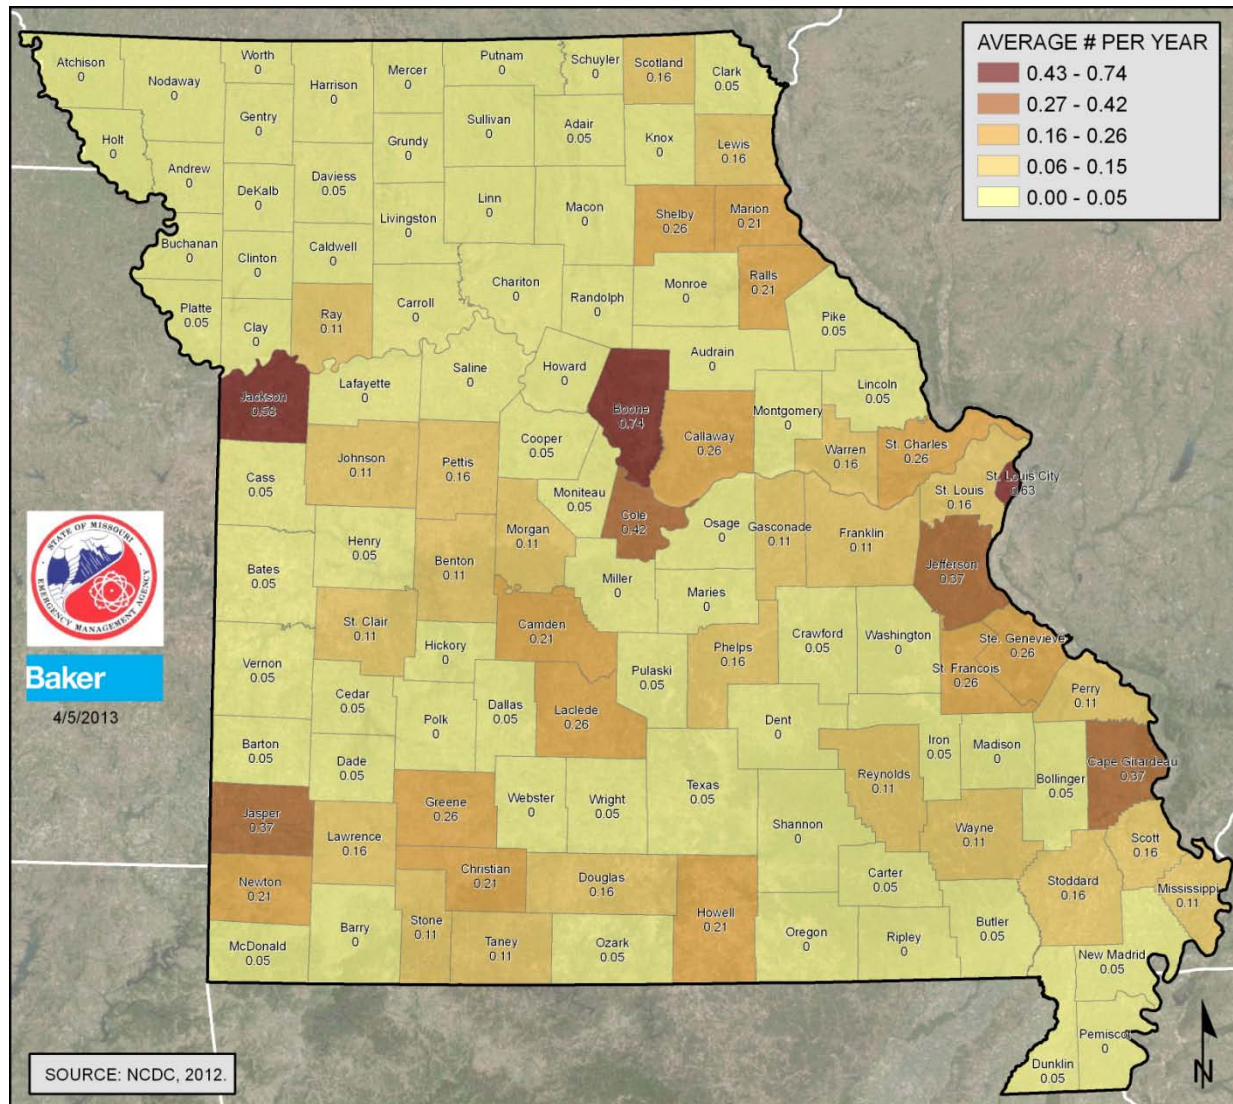 AVERAGE # PER YEAR
0.43 - 0.74
0.27 - 0.42
0.16 - 0.26
0.06 - 0.15
0.00 - 0.05
Atchison
0
Nodaway
0
Worth
0
Harrison
0
Mercer
0
Putnam
0
Schuyler
0
Scotland
0.16
Clark
0.05
Holt
0
Gentry
0
Sullivan
0
Adair
0.05
Knox
0
Lewis
0.16
Grundy
0
Andrew
0
DeKalb
0
Daviess
0.05
Livingston
0
Linn
0
Macon
0
Shelby
0.26
Marion
0.21
Buchanan
0
Clinton
0
Caldwell
0
Chariton
0
Randolph
0
Monroe
0
Ralls
0.21
Platte
0.05
Clay
0
Ray
0.11
Carroll
0
Pike
0.05
Jackson
0.58
Lafayette
0
Saline
0
Howard
0
Boone
0.74
Audrain
0
Lincoln
0.05
Montgomery
0
Callaway
0.26
Warren
0.16
St. Charles
0.26
St. Louis City
0.63
St. Louis
0.16
Cass
0.05
Johnson
0.11
Pettis
0.16
Cooper
0.05
Moniteau
0.05
Cole
0.42
Osage
0
Gasconade
0.11
Franklin
0.11
Jefferson
0.37
Bates
0.05
Henry
0.05
Benton
0.11
Morgan
0.11
Miller
0
Maries
0
STATE OF MISSOURI
EMERGENCY MANAGEMENT AGENCY
Baker
4/5/2013
St. Clair
0.11
Hickory
0
Camden
0.21
Pulaski
0.05
Phelps
0.16
Crawford
0.05
Washington
0
Ste. Genevieve
0.26
St. Francois
0.26
Perry
0.11
Vernon
0.05
Cedar
0.05
Polk
0
Dallas
0.05
Laclede
0.26
Dent
0
Iron
0.05
Madison
0
Bollinger
0.05
Cape Girardeau
0.37
Barton
0.05
Dade
0.05
Greene
0.26
Webster
0
Wright
0.05
Texas
0.05
Shannon
0
Reynolds
0.11
Wayne
0.11
Scott
0.16
Jasper
0.37
Lawrence
0.16
Christian
0.21
Douglas
0.16
Howell
0.21
Carter
0.05
Stoddard
0.16
Mississippi
0.11
Newton
0.21
McDonald
0.05
Barry
0
Stone
0.11
Taney
0.11
Ozark
0.05
Oregon
0
Ripley
0
Butler
0.05
New Madrid
0.05
Pemiscot
0
Dunklin
0.05
SOURCE: NCDC, 2012.
N